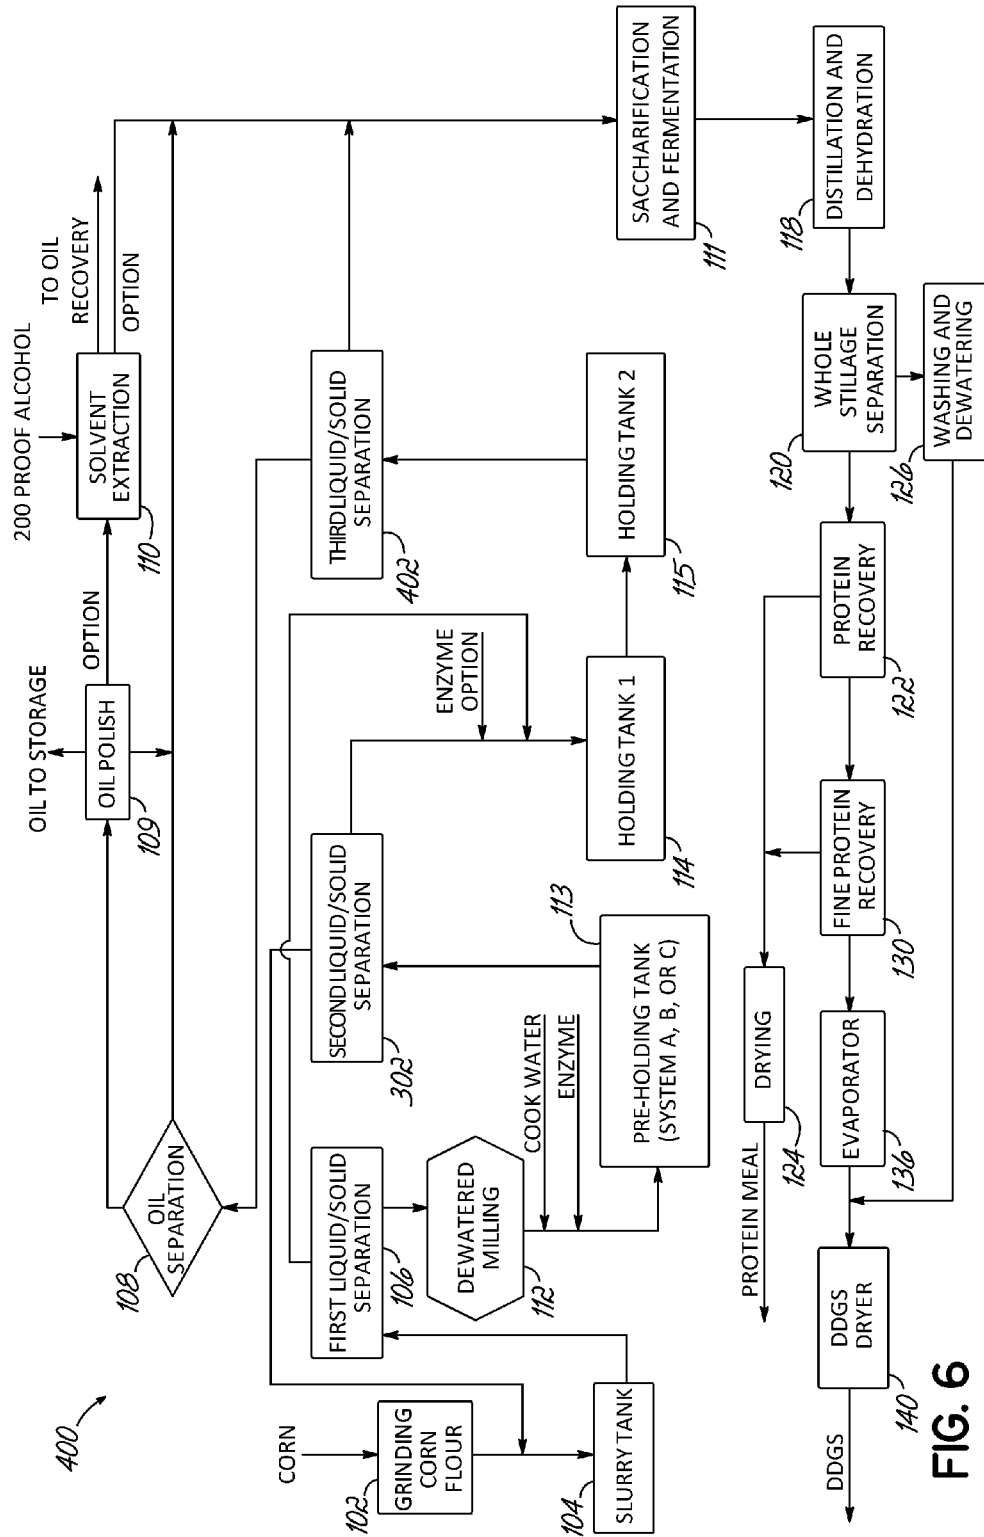 400
CORN
102
GRINDING
CORN
FLOUR
104
SLURRY TANK
108
OIL
SEPARATION
FIRST LIQUID/SOLID
SEPARATION
106
DEWATERED
MILLING
112
COOK WATER
ENZYME
113
PRE-HOLDING TANK
(SYSTEM A, B, OR C)
SECOND LIQUID/SOLID
SEPARATION
302
OIL TO STORAGE
OIL POLISH
109
OPTION
ENZYME
OPTION
HOLDING TANK 1
114
200 PROOF ALCOHOL
SOLVENT
EXTRACTION
110
TO OIL
RECOVERY
OPTION
THIRD LIQUID/SOLID
SEPARATION
402
HOLDING TANK 2
115
SACCHARIFICATION
AND FERMENTATION
111
DISTILLATION AND
DEHYDRATION
118
WHOLE
STILLAGE
SEPARATION
120
WASHING AND
DEWATERING
126
PROTEIN
RECOVERY
122
FINE PROTEIN
RECOVERY
130
DRYING
124
PROTEIN MEAL
EVAPORATOR
136
DDGS
DRYER
140
DDGS
FIG. 6